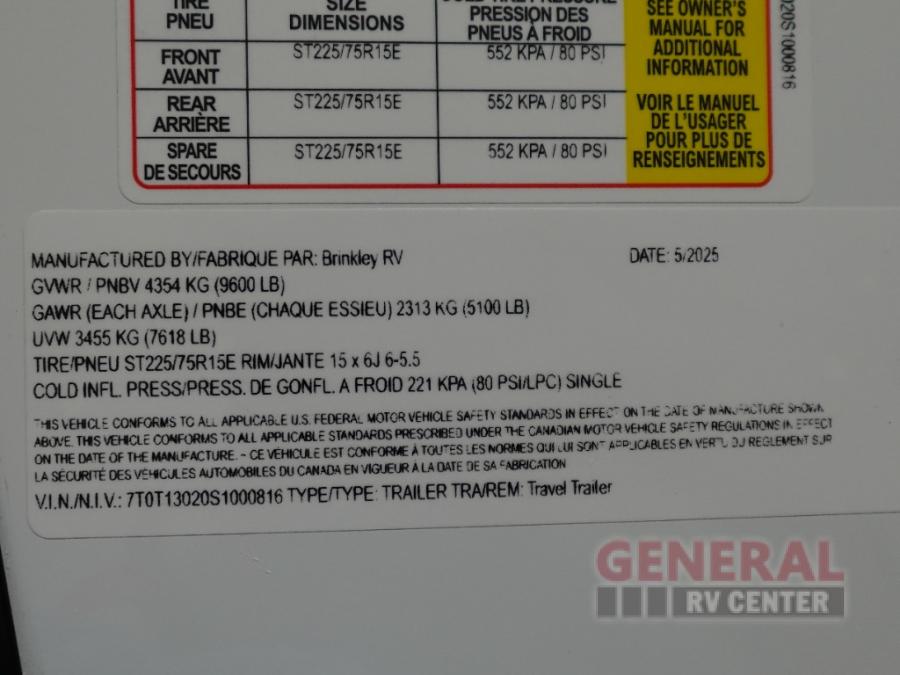 TIRE SIZE COLD TIRE PRESSURE SEE OWNER'S
PNEU DIMENSIONS PRESSION DES MANUAL FOR
PNEUS À FROID ADDITIONAL
INFORMATION
FRONT ST225/75R15E 552 KPA / 80 PSI
AVANT
REAR ST225/75R15E 552 KPA / 80 PSI VOIR LE MANUEL
ARRIÈRE DE L'USAGER
SPARE ST225/75R15E 552 KPA / 80 PSI POUR PLUS DE
DE SECOURS RENSEIGNEMENTS
020S1000816
MANUFACTURED BY/FABRIQUE PAR: Brinkley RV DATE: 5/2025
GVWR / PNBV 4354 KG (9600 LB)
GAWR (EACH AXLE) / PNBE (CHAQUE ESSIEU) 2313 KG (5100 LB)
UVW 3455 KG (7618 LB)
TIRE/PNEU ST225/75R15E RIM/JANTE 15 x 6J 6-5.5
COLD INFL. PRESS/PRESS. DE GONFL. A FROID 221 KPA (80 PSI/LPC) SINGLE
THIS VEHICLE CONFORMS TO ALL APPLICABLE U.S. FEDERAL MOTOR VEHICLE SAFETY STANDARDS IN EFFECT ON THE DATE OF MANUFACTURE SHOWN
ABOVE. THIS VEHICLE CONFORMS TO ALL APPLICABLE STANDARDS PRESCRIBED UNDER THE CANADIAN MOTOR VEHICLE SAFETY REGULATIONS IN EFFECT
ON THE DATE OF THE MANUFACTURE. - CE VÉHICULE EST CONFORME À TOUTES LES NORMES QUI LUI SONT APPLICABLES EN VERTU DU RÈGLEMENT SUR
LA SÉCURITÉ DES VÉHICULES AUTOMOBILES DU CANADA EN VIGUEUR À LA DATE DE SA FABRICATION
V.I.N./N.I.V.: 7T0T13020S1000816 TYPE/TYPE: TRAILER TRA/REM: Travel Trailer
GENERAL
RV CENTER